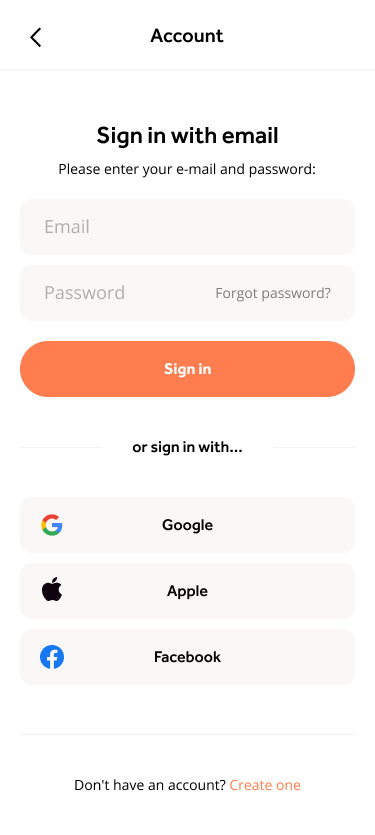 Account
Sign in with email
Please enter your e-mail and password:
Email
Password Forgot password?
Sign in
or sign in with...
Google
Apple
Facebook
Don't have an account? Create one